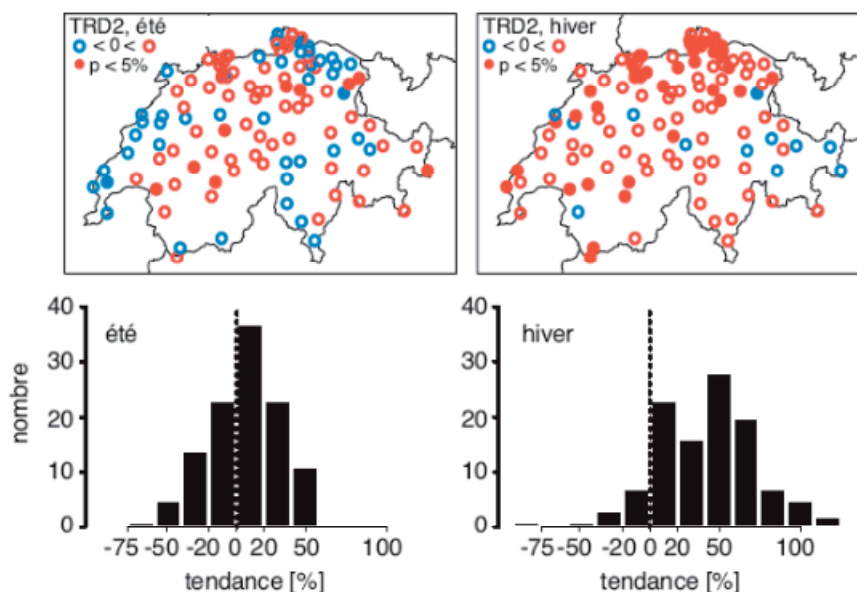 TRD2, été
< 0 <
p < 5%
TRD2, hiver
< 0 <
p < 5%
40
30
20
10
0
nombre
été
-75 -50 -20 0 20 100
tendance [%]
40
30
20
10
0
hiver
-75 -50 -20 0 20 50 100
tendance [%]